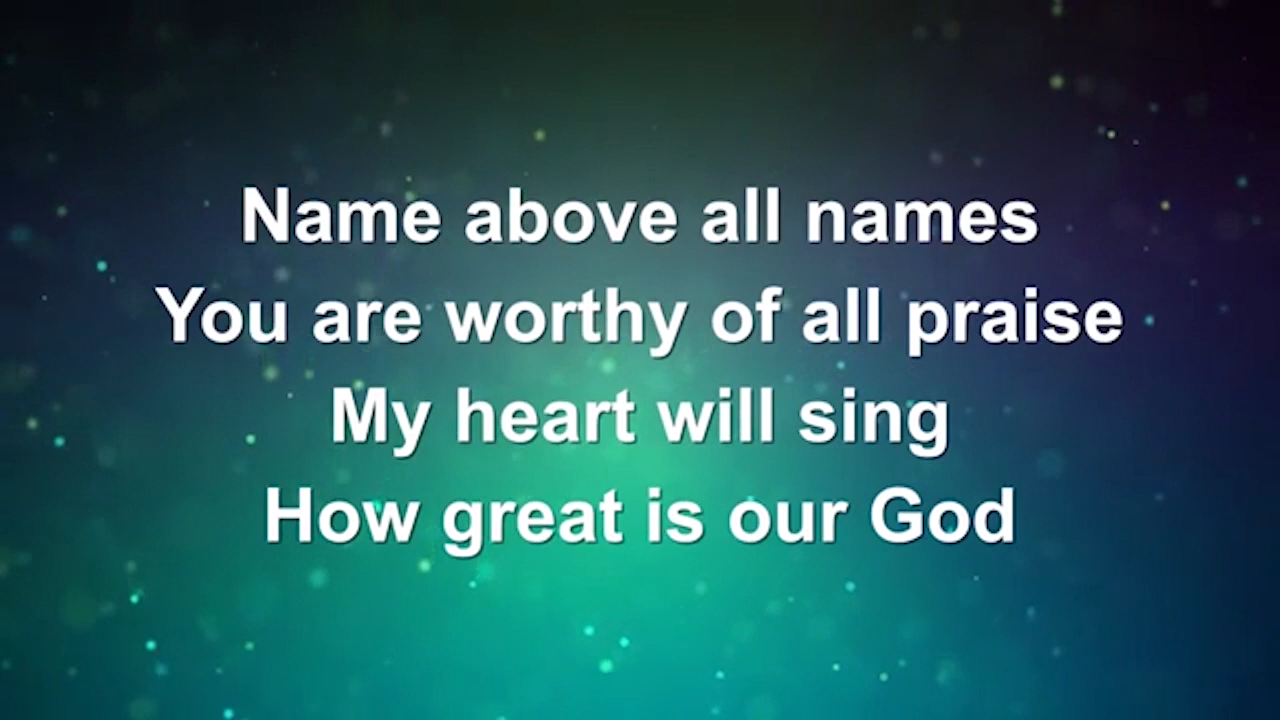 Name above all names
You are worthy of all praise
My heart will sing
How great is our God